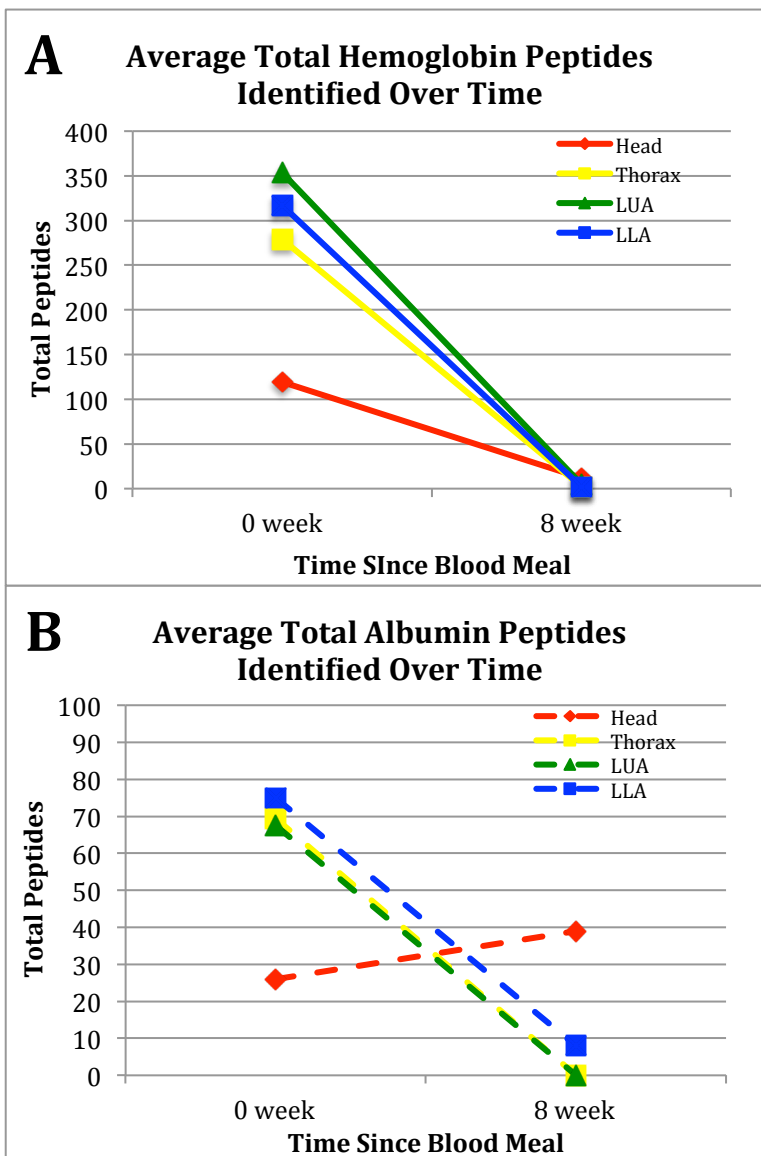 A
Average Total Hemoglobin Peptides
Identified Over Time
400
350
300
250
200
150
100
50
0
Total Peptides
Head
Thorax
LUA
LLA
0 week
8 week
Time SInce Blood Meal
B
Average Total Albumin Peptides
Identified Over Time
100
90
80
70
60
50
40
30
20
10
0
Total Peptides
Head
Thorax
LUA
LLA
0 week
8 week
Time Since Blood Meal